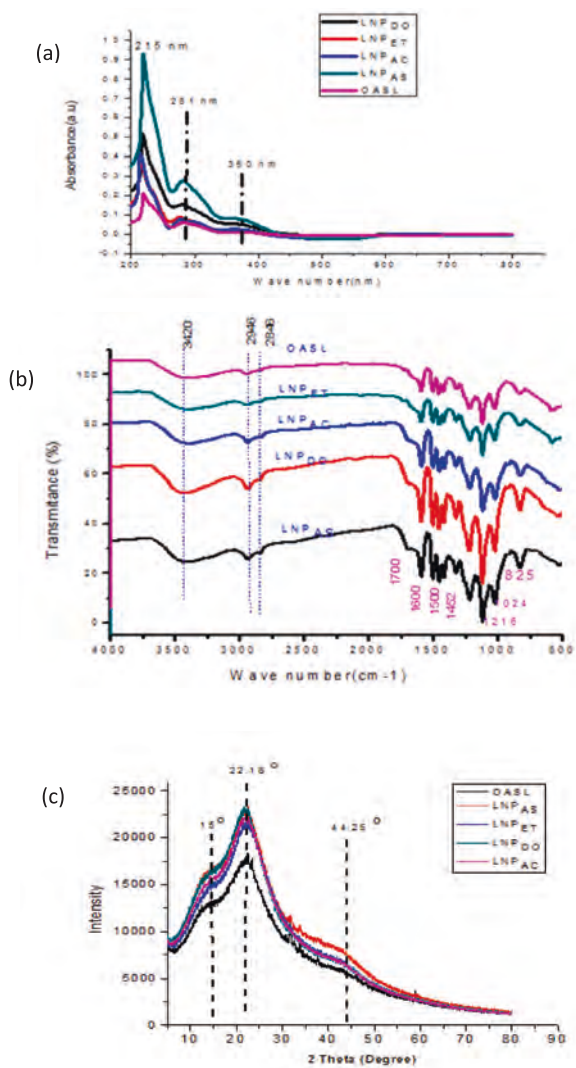 (a)
215 nm
281 nm
360 nm
LNP DO
LNP ET
LNP AC
LNP AS
OASL
Absorbance(a.u)
1.0
0.9
0.8
0.7
0.6
0.5
0.4
0.3
0.2
0.1
0.0
-0.1
200 300 400 500 600 700 800
Wave number(nm)
(b)
3420
2946
2846
OASL
LNP ET
LNP AC
LNP DO
1700
1600
1500
1462
1216
1024
825
Transmitance (%)
100
80
60
40
20
0
4000 3500 3000 2500 2000 1500 1000 500
Wave number(cm-1)
(c)
15 O
22.16 O
44.25 O
OASL
LNP AS
LNP ET
LNP DO
LNP AC
Intensity
25000
20000
15000
10000
5000
0
10 20 30 40 50 60 70 80 90
2 Theta (Degree)